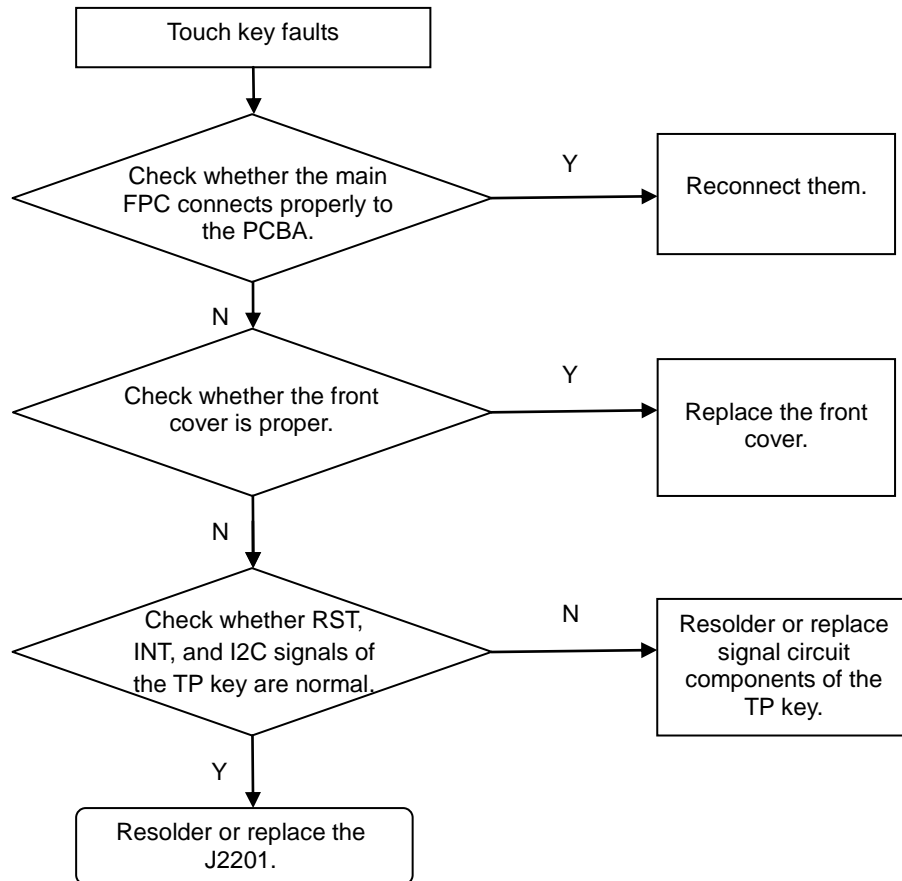 Touch key faults
Check whether the main
FPC connects properly to
the PCBA.
Y
Reconnect them.
N
Check whether the front
cover is proper.
Y
Replace the front
cover.
N
Check whether RST,
INT, and I2C signals of
the TP key are normal.
N
Resolder or replace
signal circuit
components of the
TP key.
Y
Resolder or replace the
J2201.